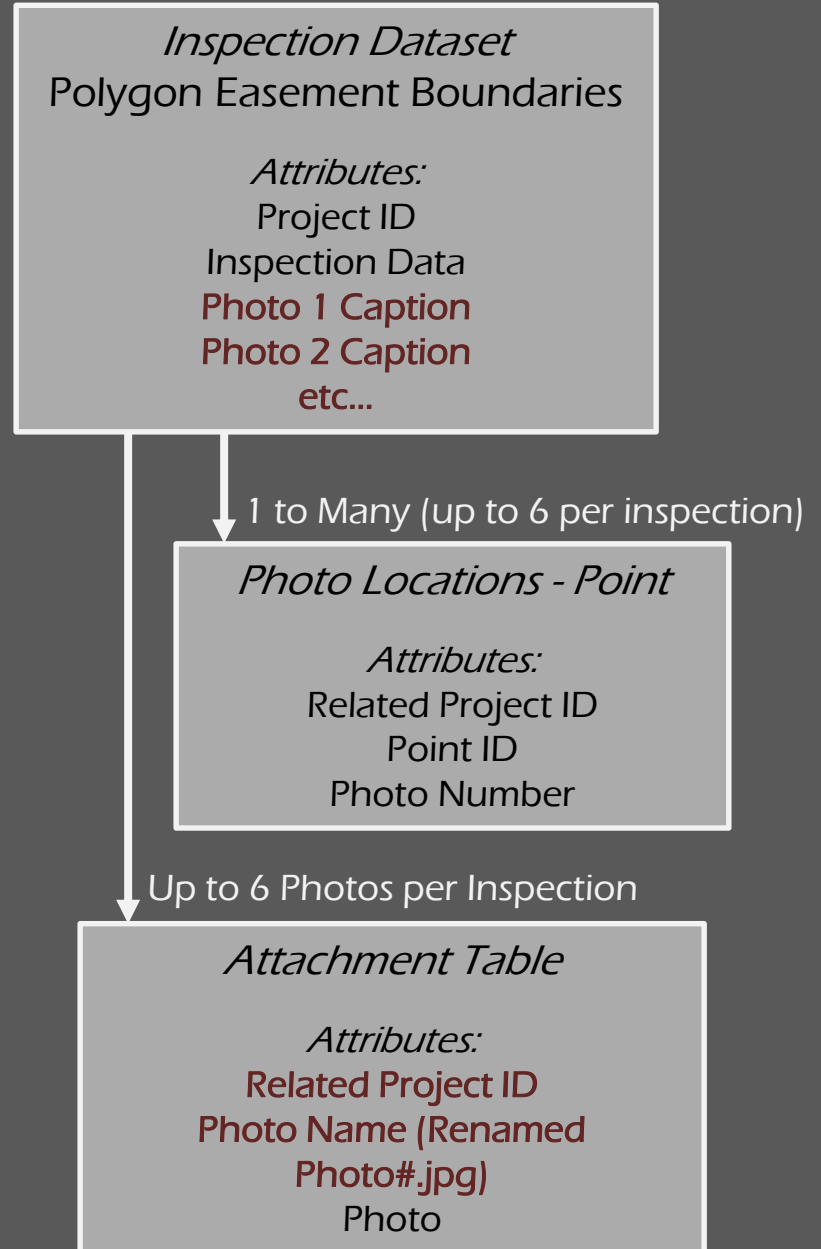 Inspection Dataset
Polygon Easement Boundaries
Attributes:
Project ID
Inspection Data
Photo 1 Caption
Photo 2 Caption
etc...
1 to Many (up to 6 per inspection)
Photo Locations - Point
Attributes:
Related Project ID
Point ID
Photo Number
Up to 6 Photos per Inspection
Attachment Table
Attributes:
Related Project ID
Photo Name (Renamed
Photo#.jpg)
Photo